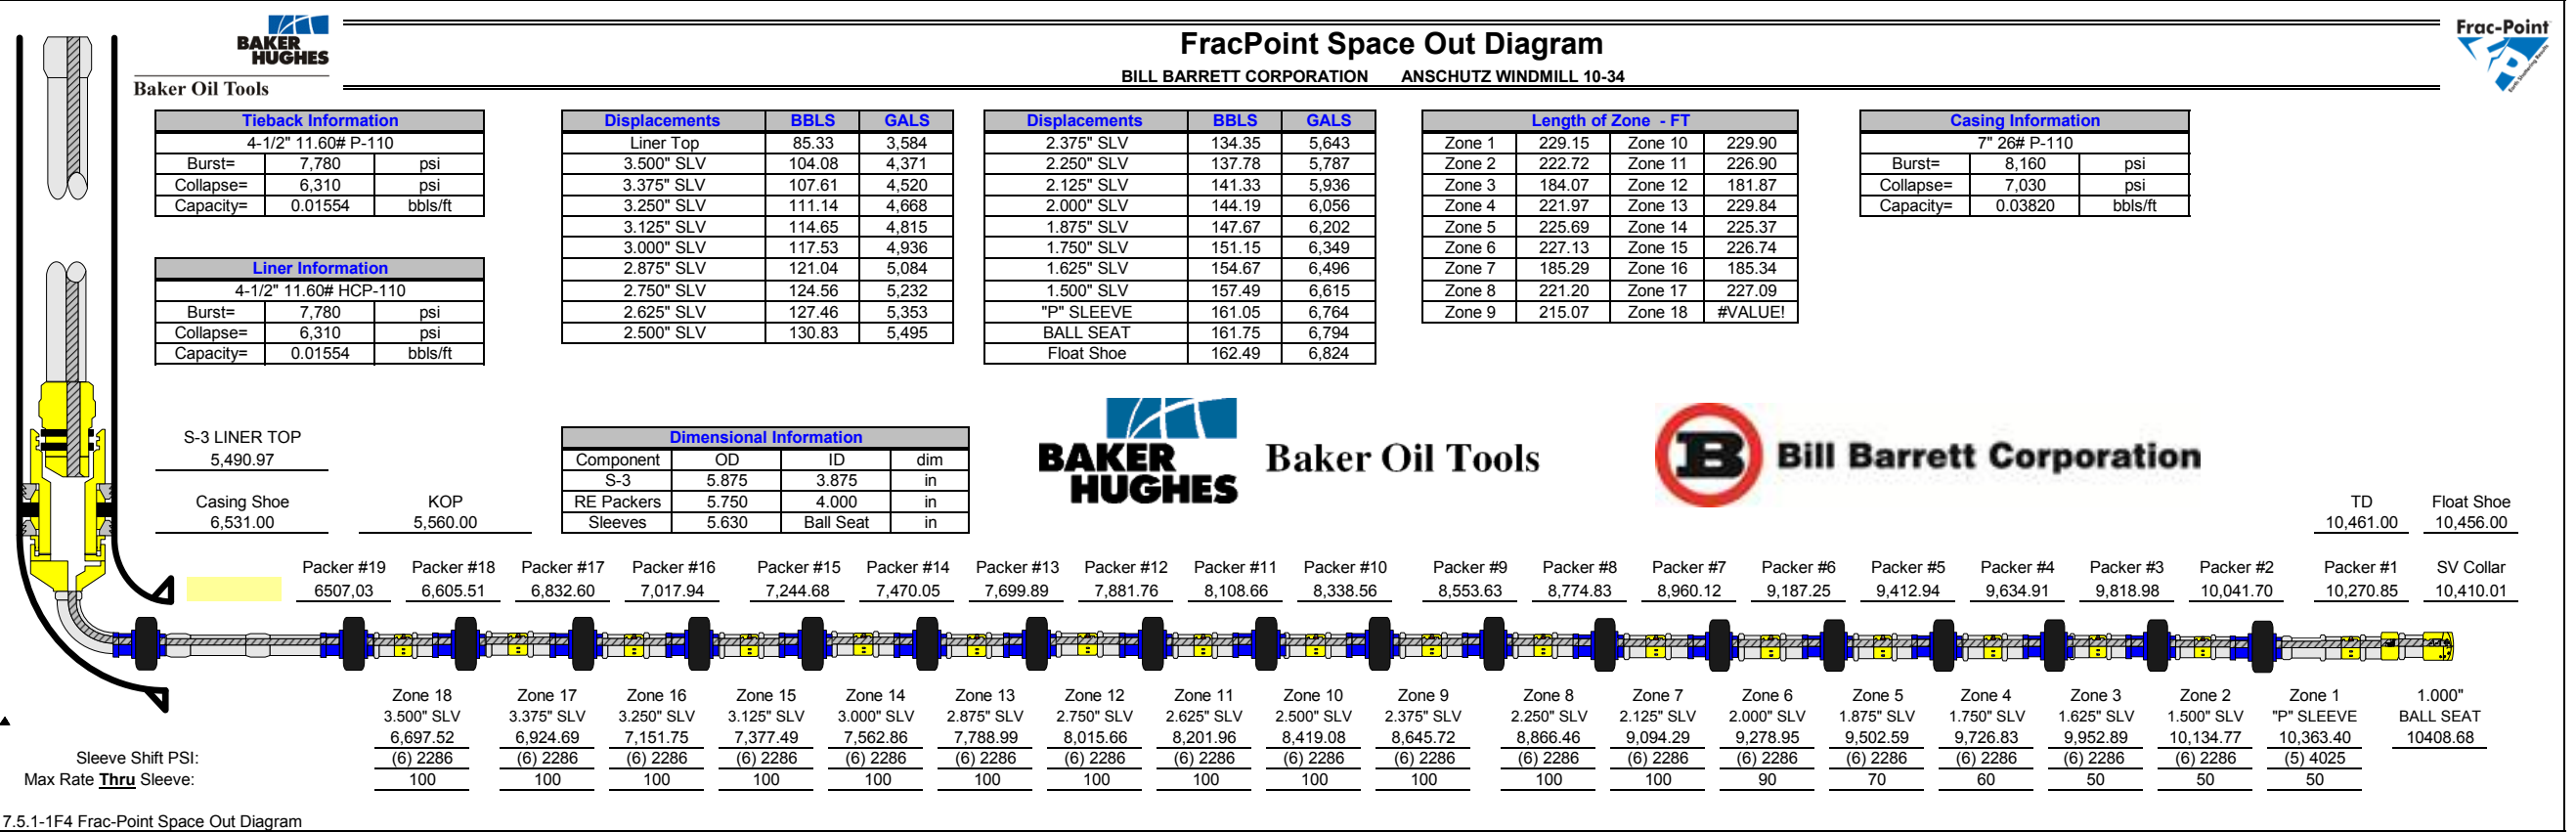 BAKER
HUGHES
Baker Oil Tools
FracPoint Space Out Diagram
BILL BARRETT CORPORATION ANSCHUTZ WINDMILL 10-34
Frac-Point
Tieback Information
4-1/2" 11.60# P-110
Burst= 7,780 psi
Collapse= 6,310 psi
Capacity= 0.01554 bbls/ft
Liner Information
4-1/2" 11.60# HCP-110
Burst= 7,780 psi
Collapse= 6,310 psi
Capacity= 0.01554 bbls/ft
Displacements BBLS GALS
Liner Top 85.33 3,584
3.500" SLV 104.08 4,371
3.375" SLV 107.61 4,520
3.250" SLV 111.14 4,668
3.125" SLV 114.65 4,815
3.000" SLV 117.53 4,936
2.875" SLV 121.04 5,084
2.750" SLV 124.56 5,232
2.625" SLV 127.46 5,353
2.500" SLV 130.83 5,495
Displacements BBLS GALS
2.375" SLV 134.35 5,643
2.250" SLV 137.78 5,787
2.125" SLV 141.33 5,936
2.000" SLV 144.19 6,056
1.875" SLV 147.67 6,202
1.750" SLV 151.15 6,349
1.625" SLV 154.67 6,496
1.500" SLV 157.49 6,615
"P" SLEEVE 161.05 6,764
BALL SEAT 161.75 6,794
Float Shoe 162.49 6,824
Length of Zone - FT
Zone 1 229.15 Zone 10 229.90
Zone 2 222.72 Zone 11 226.90
Zone 3 184.07 Zone 12 181.87
Zone 4 221.97 Zone 13 229.84
Zone 5 225.69 Zone 14 225.37
Zone 6 227.13 Zone 15 226.74
Zone 7 185.29 Zone 16 185.34
Zone 8 221.20 Zone 17 227.09
Zone 9 215.07 Zone 18 #VALUE!
Casing Information
7" 26# P-110
Burst= 8,160 psi
Collapse= 7,030 psi
Capacity= 0.03820 bbls/ft
S-3 LINER TOP
5,490.97
Casing Shoe KOP
6,531.00 5,560.00
Dimensional Information
Component OD ID dim
S-3 5.875 3.875 in
RE Packers 5.750 4.000 in
Sleeves 5.630 Ball Seat in
BAKER
HUGHES
Baker Oil Tools
B Bill Barrett Corporation
TD Float Shoe
10,461.00 10,456.00
Packer #19 Packer #18 Packer #17 Packer #16 Packer #15 Packer #14 Packer #13 Packer #12 Packer #11 Packer #10 Packer #9 Packer #8 Packer #7 Packer #6 Packer #5 Packer #4 Packer #3 Packer #2 Packer #1 SV Collar
6507,03 6,605.51 6,832.60 7,017.94 7,244.68 7,470.05 7,699.89 7,881.76 8,108.66 8,338.56 8,553.63 8,774.83 8,960.12 9,187.25 9,412.94 9,634.91 9,818.98 10,041.70 10,270.85 10,410.01
Zone 18 Zone 17 Zone 16 Zone 15 Zone 14 Zone 13 Zone 12 Zone 11 Zone 10 Zone 9 Zone 8 Zone 7 Zone 6 Zone 5 Zone 4 Zone 3 Zone 2 Zone 1 1.000"
3.500" SLV 3.375" SLV 3.250" SLV 3.125" SLV 3.000" SLV 2.875" SLV 2.750" SLV 2.625" SLV 2.500" SLV 2.375" SLV 2.250" SLV 2.125" SLV 2.000" SLV 1.875" SLV 1.750" SLV 1.625" SLV 1.500" SLV "P" SLEEVE BALL SEAT
6,697.52 6,924.69 7,151.75 7,377.49 7,562.86 7,788.99 8,015.66 8,201.96 8,419.08 8,645.72 8,866.46 9,094.29 9,278.95 9,502.59 9,726.83 9,952.89 10,134.77 10,363.40 10408.68
Sleeve Shift PSI: (6) 2286 (6) 2286 (6) 2286 (6) 2286 (6) 2286 (6) 2286 (6) 2286 (6) 2286 (6) 2286 (6) 2286 (6) 2286 (6) 2286 (6) 2286 (6) 2286 (6) 2286 (6) 2286 (6) 2286 (5) 4025
Max Rate Thru Sleeve: 100 100 100 100 100 100 100 100 100 100 100 100 90 70 60 50 50 50
7.5.1-1F4 Frac-Point Space Out Diagram